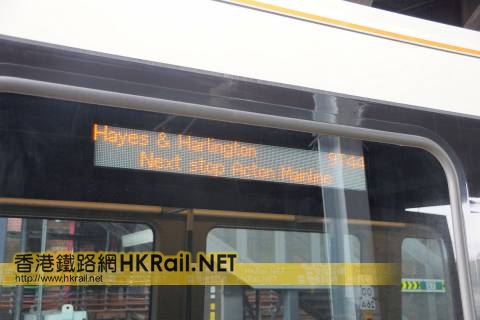 Hayes & Harlington 9T44
Next stop Acton Mainline
香港鐵路網HKRail.NET
http://www.hkrail.net